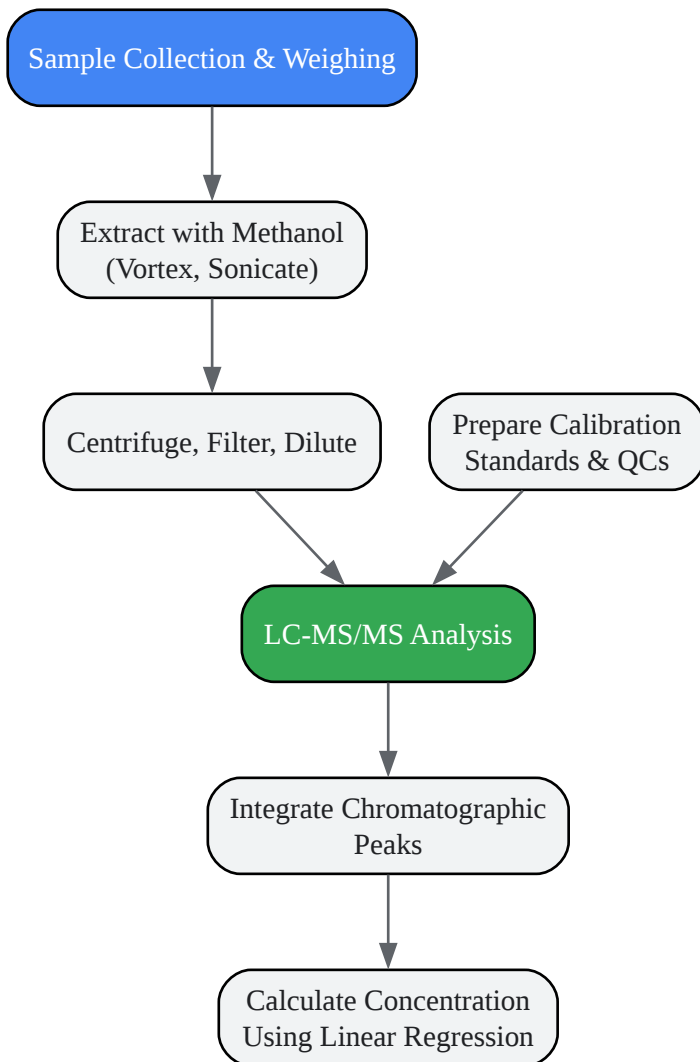 Sample Collection & Weighing
Extract with Methanol
(Vortex, Sonicate)
Centrifuge, Filter, Dilute
Prepare Calibration
Standards & QCs
LC-MS/MS Analysis
Integrate Chromatographic
Peaks
Calculate Concentration
Using Linear Regression